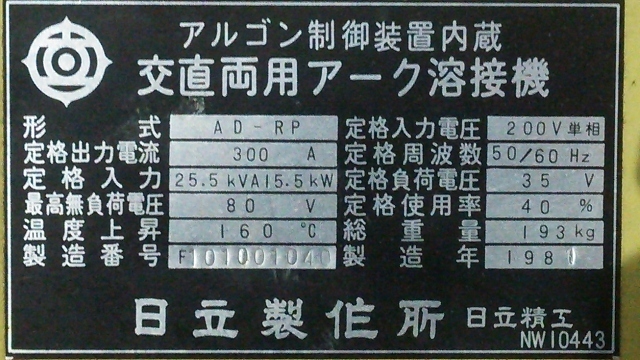 アルゴン制御装置内蔵
交直両用アーク溶接機
形式 AD-RP 定格入力電圧 200V単相
定格出力電流 300 A 定格周波数 50/60 Hz
定格入力 25.5kVA15.5kW 定格負荷電圧 35 V
最高無負荷電圧 80 V 定格使用率 40 %
温度上昇 160 °C 総重量 193kg
製造番号 F101001040 製造年 1981
日立製作所 日立精工
NW10443